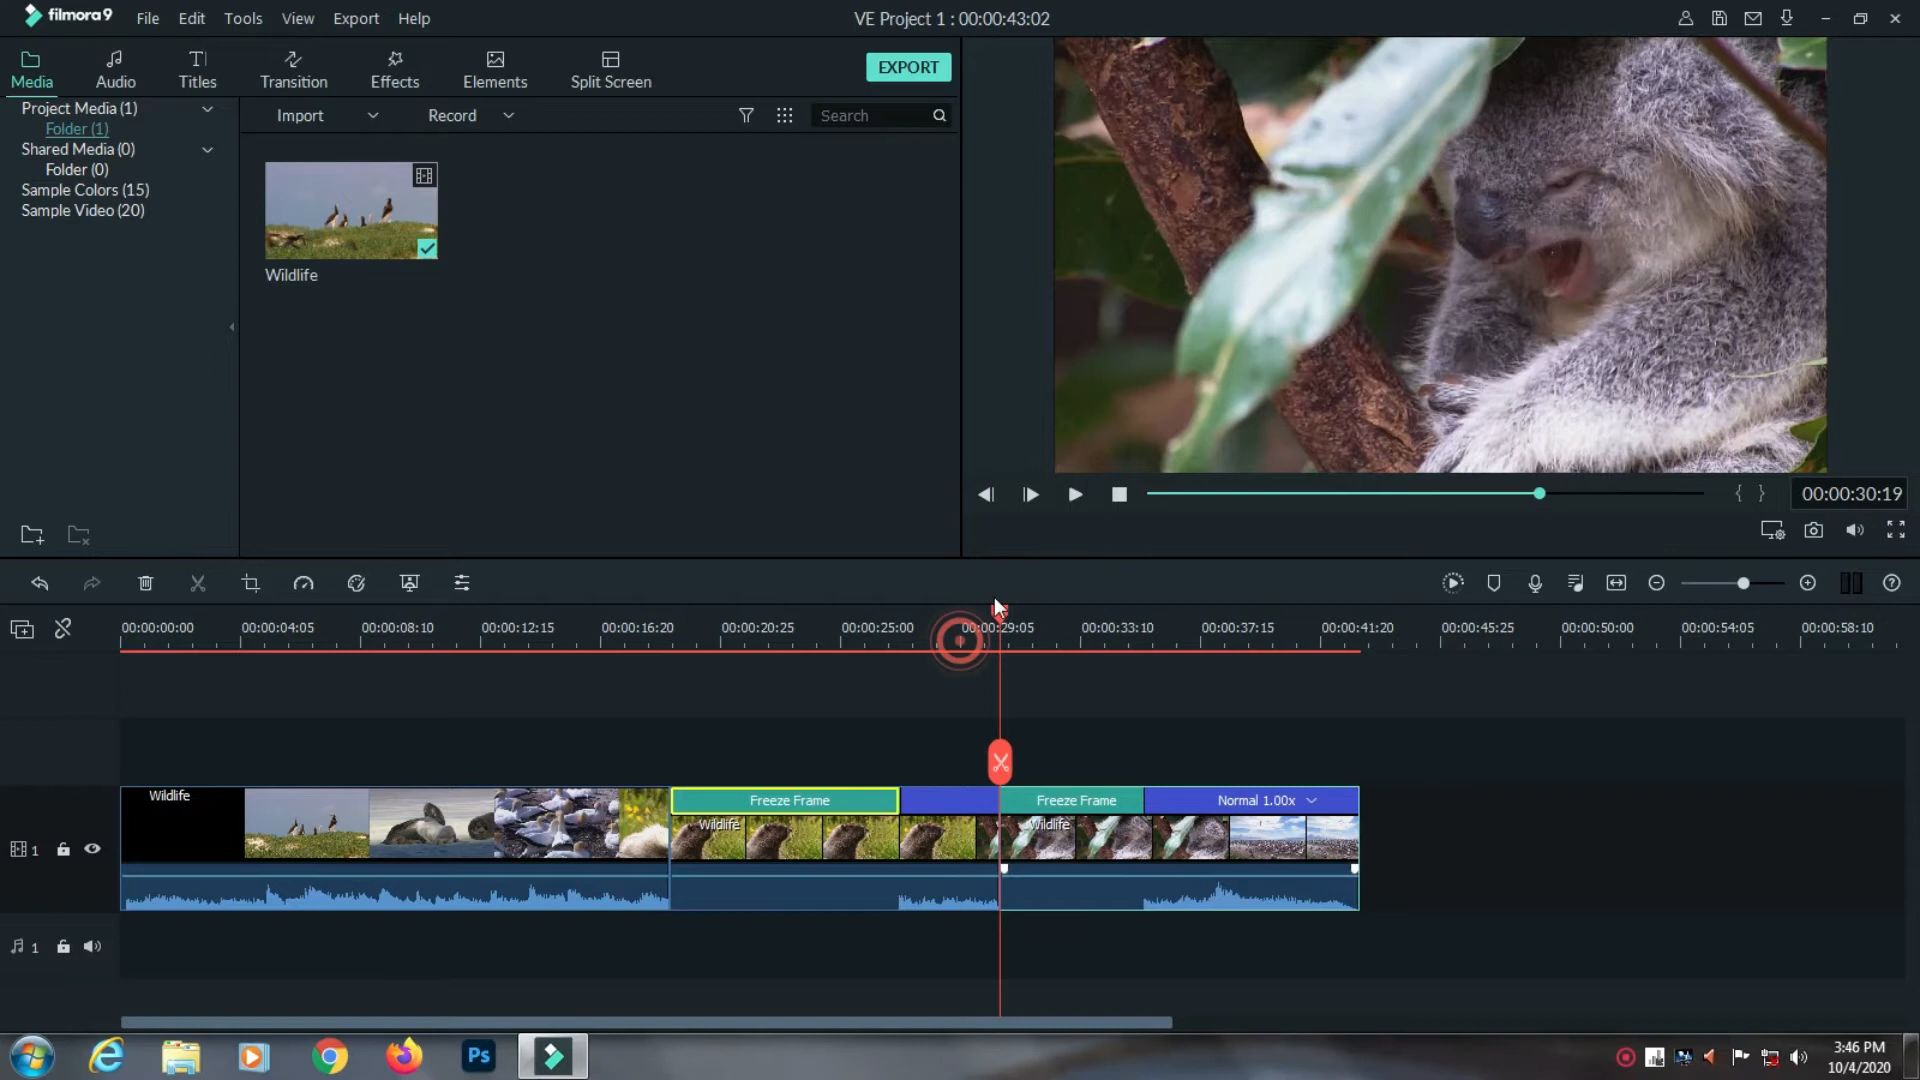 filmora9 File Edit Tools View Export Help VE Project 1 : 00:00:43:02
Media Audio Titles Transition Effects Elements Split Screen EXPORT
Project Media (1)
Folder (1)
Shared Media (0)
Folder (0)
Sample Colors (15)
Sample Video (20)
Import Record Search
Wildlife
{ } 00:00:30:19
00:00:00:00 00:00:04:05 00:00:08:10 00:00:12:15 00:00:16:20 00:00:20:25 00:00:25:00 00:00:29:05 00:00:33:10 00:00:37:15 00:00:41:20 00:00:45:25 00:00:50:00 00:00:54:05 00:00:58:10
Wildlife Freeze Frame Freeze Frame Normal 1.00x
Wildlife Wildlife
1
1
Ps
3:46 PM
10/4/2020